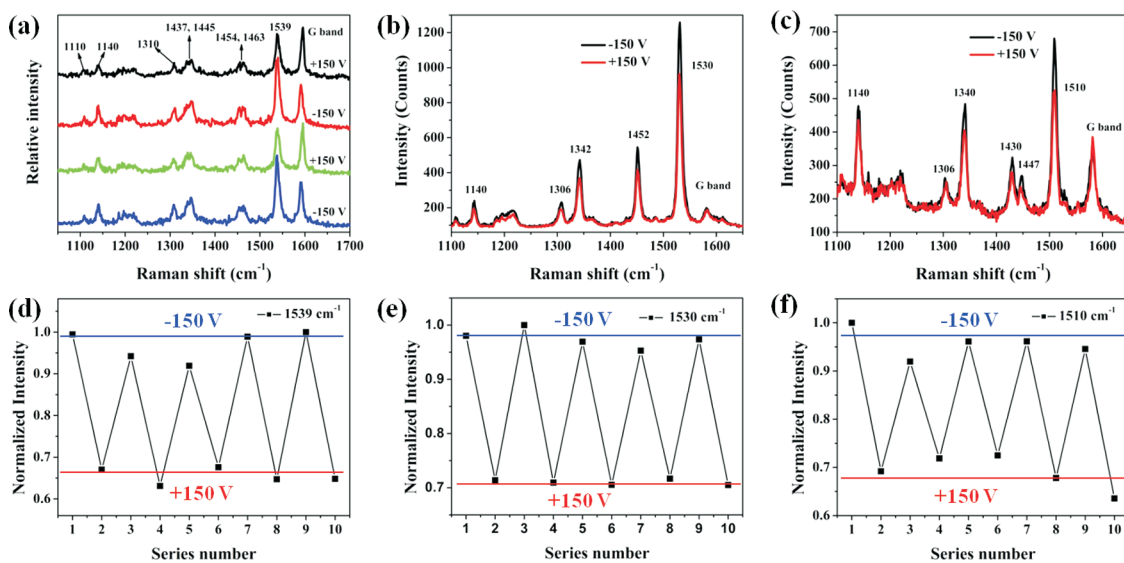 (a)
1110
1140
1310
1437, 1445
1454, 1463
1539
G band
+150 V
-150 V
+150 V
-150 V
Relative intensity
1100 1200 1300 1400 1500 1600 1700
Raman shift (cm-1)
(b)
-150 V
+150 V
1140
1306
1342
1452
1530
G band
1200
1000
800
600
400
200
Intensity (Counts)
1100 1200 1300 1400 1500 1600
Raman shift (cm-1)
(c)
-150 V
+150 V
1140
1306
1340
1430
1447
1510
G band
700
600
500
400
300
200
100
Intensity (Counts)
1100 1200 1300 1400 1500 1600
Raman shift (cm-1)
(d)
-150 V
1539 cm-1
+150 V
1.0
0.9
0.8
0.7
0.6
Normalized Intensity
1 2 3 4 5 6 7 8 9 10
Series number
(e)
-150 V
1530 cm-1
+150 V
1.0
0.9
0.8
0.7
Normalized Intensity
1 2 3 4 5 6 7 8 9 10
Series number
(f)
-150 V
1510 cm-1
+150 V
1.0
0.9
0.8
0.7
0.6
Normalized Intensity
1 2 3 4 5 6 7 8 9 10
Series number